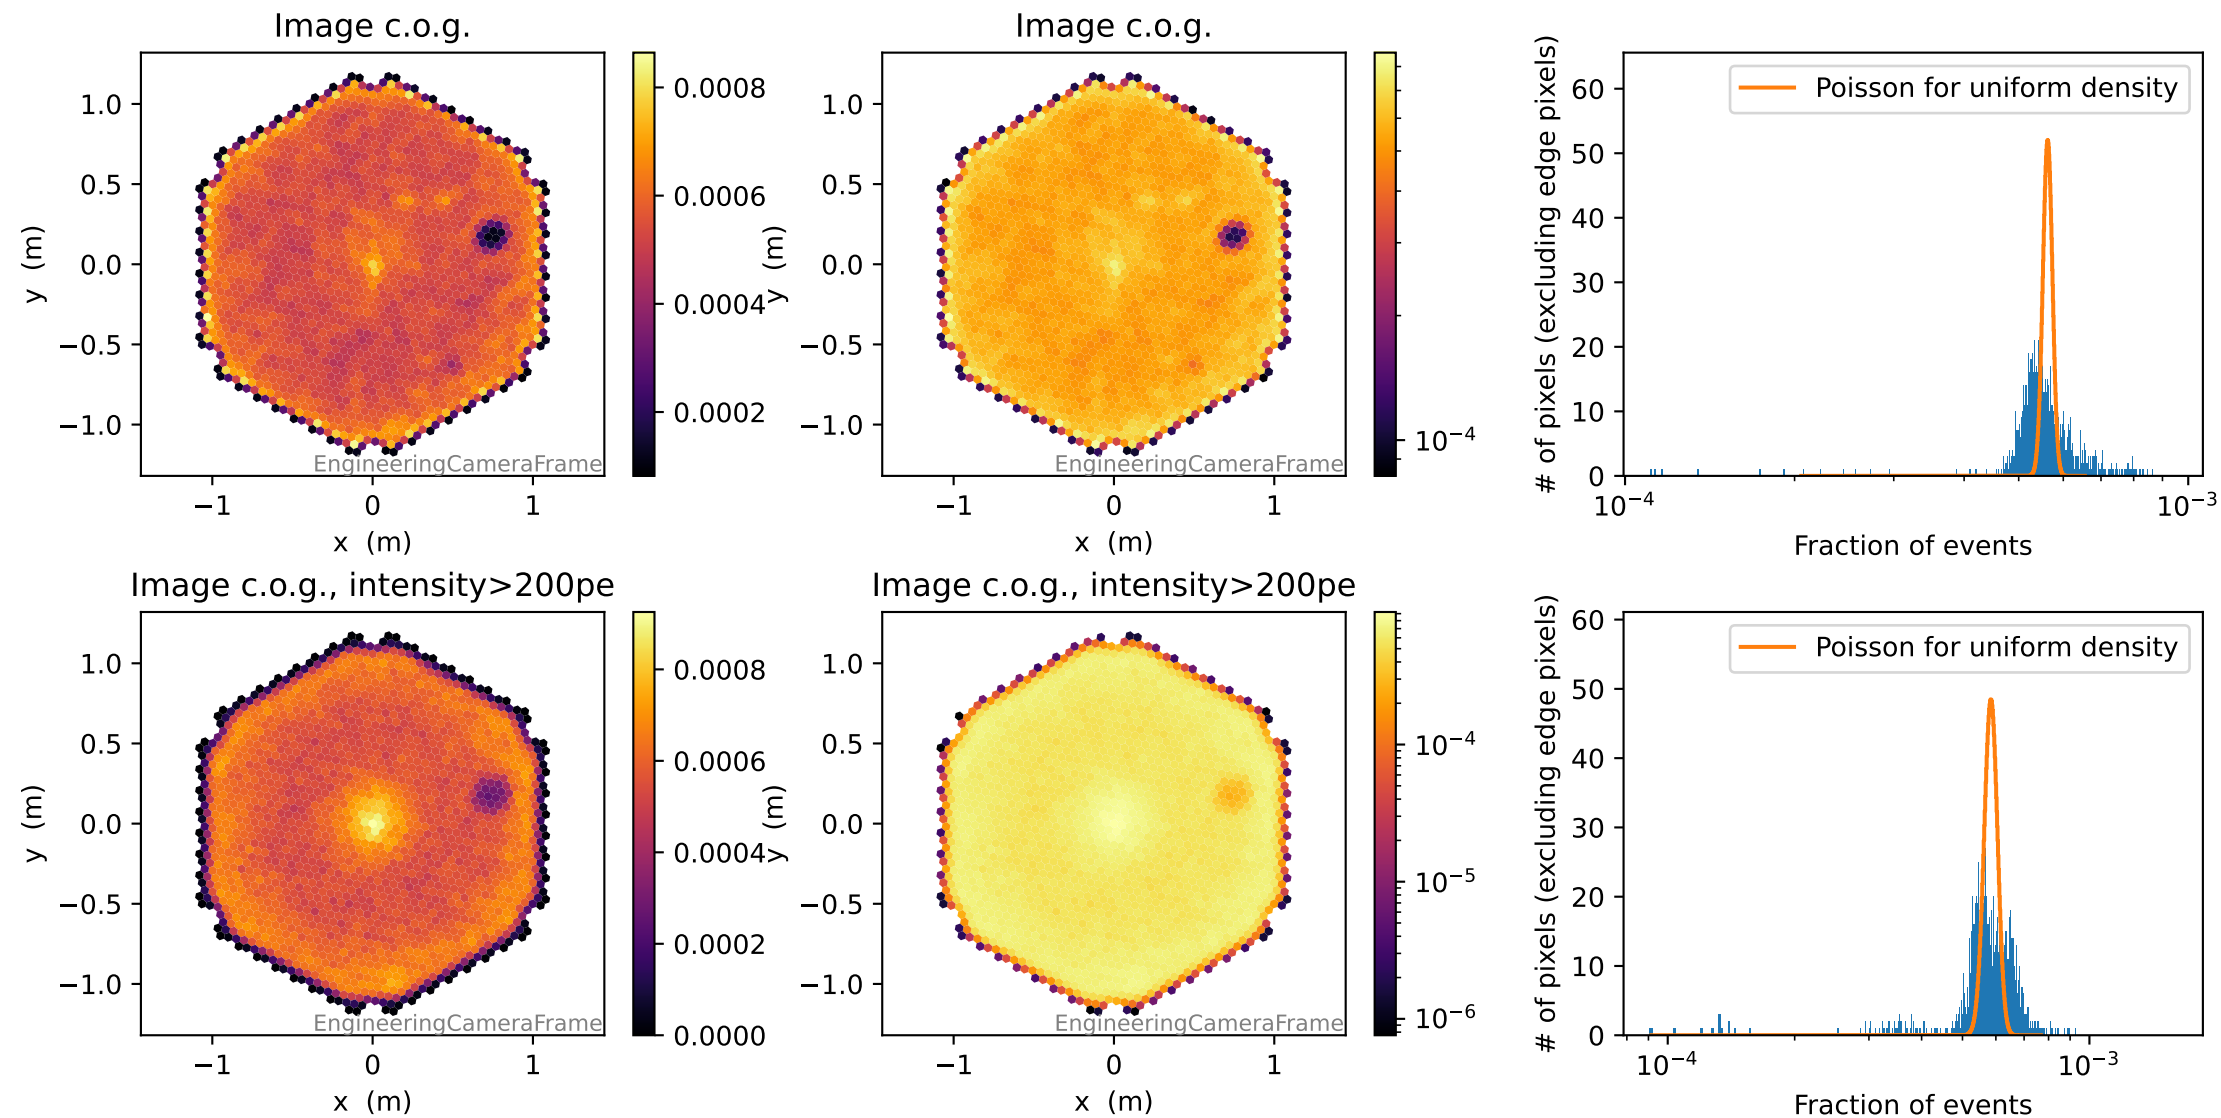 Image c.o.g.
1.0
0.5
0.0
−0.5
−1.0
y (m)
−1
0
1
x (m)
EngineeringCameraFrame
0.0008
0.0006
0.0004
0.0002
Image c.o.g.
1.0
0.5
0.0
−0.5
−1.0
y (m)
−1
0
1
x (m)
EngineeringCameraFrame
10⁻⁴
Poisson for uniform density
# of pixels (excluding edge pixels)
60
50
40
30
20
10
0
10⁻⁴
10⁻³
Fraction of events
Image c.o.g., intensity>200pe
1.0
0.5
0.0
−0.5
−1.0
y (m)
−1
0
1
x (m)
EngineeringCameraFrame
0.0008
0.0006
0.0004
0.0002
0.0000
Image c.o.g., intensity>200pe
1.0
0.5
0.0
−0.5
−1.0
y (m)
−1
0
1
x (m)
EngineeringCameraFrame
10⁻⁴
10⁻⁵
10⁻⁶
Poisson for uniform density
# of pixels (excluding edge pixels)
60
50
40
30
20
10
0
10⁻⁴
10⁻³
Fraction of events